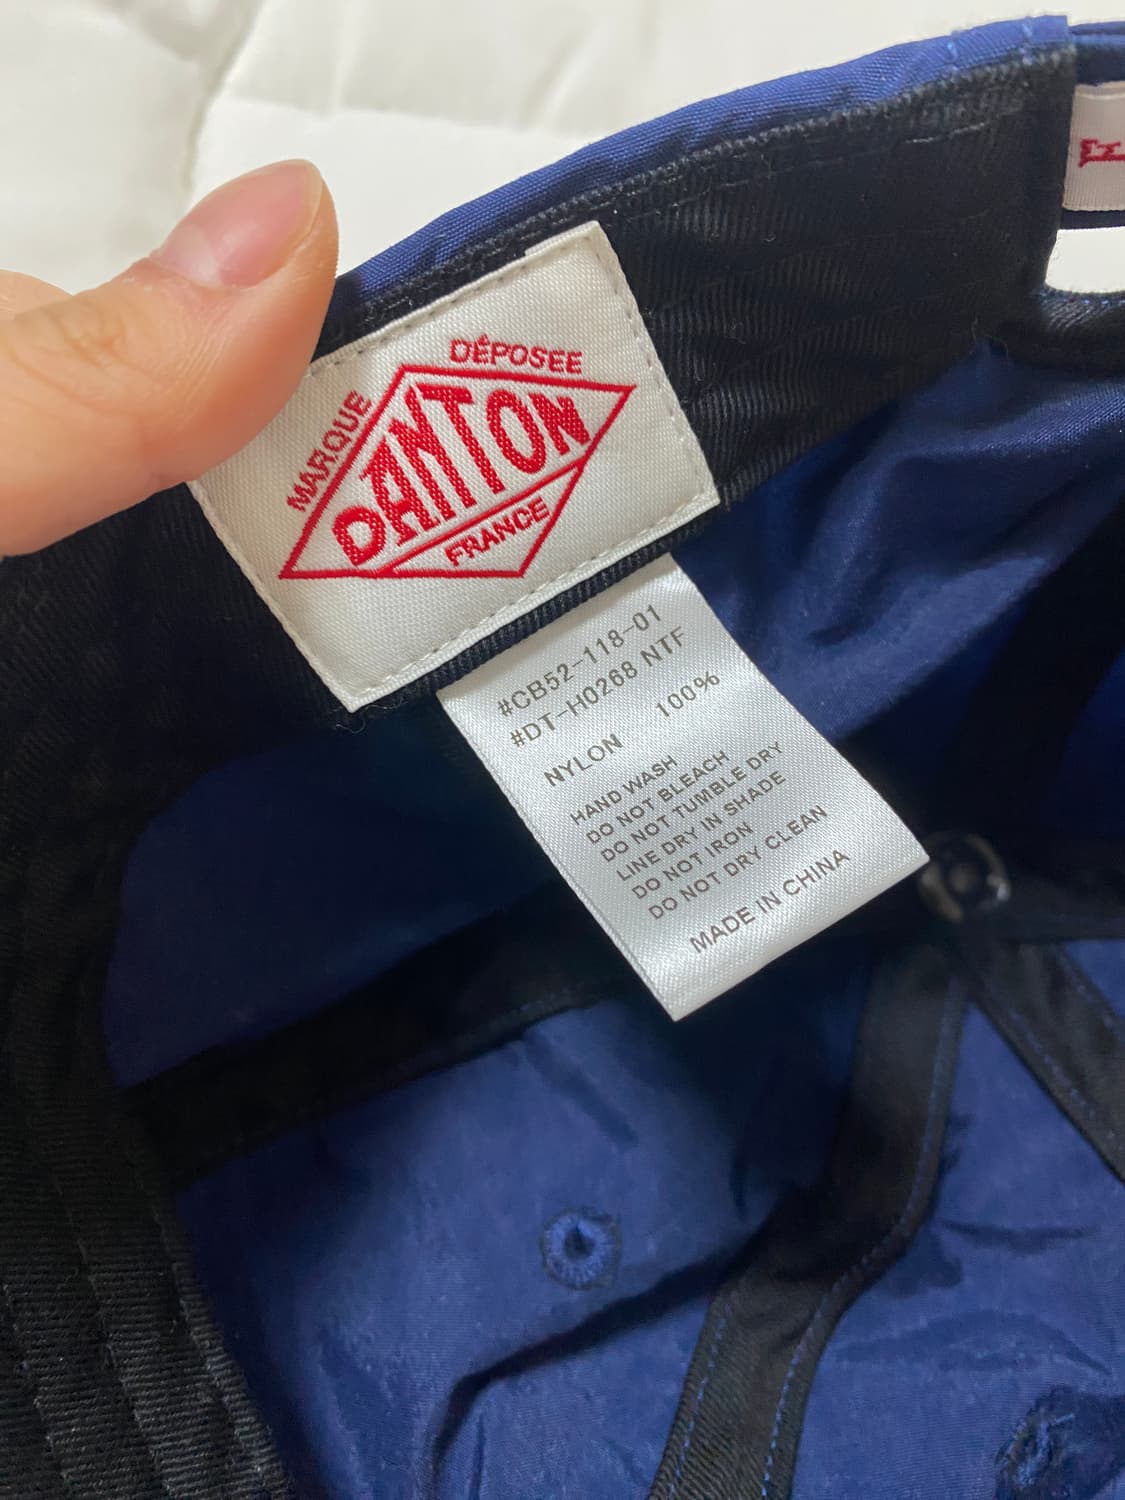 MARQUE DÉPOSEE
DANTON
FRANCE
#CB52-118-01
#DT-H0268 NTF
NYLON 100%
HAND WASH
DO NOT BLEACH
DO NOT TUMBLE DRY
LINE DRY IN SHADE
DO NOT IRON
DO NOT DRY CLEAN
MADE IN CHINA